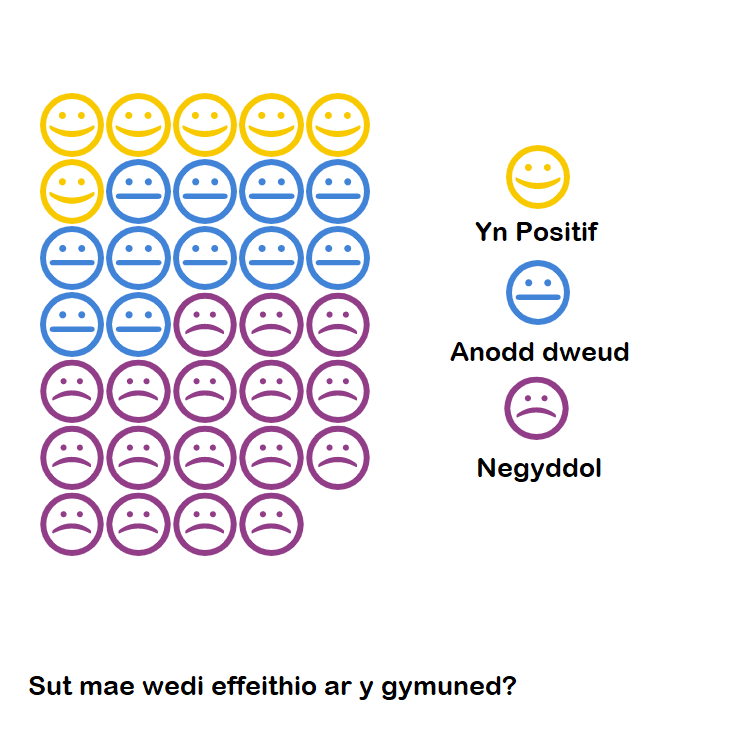 Yn Positif
Anodd dweud
Negyddol
Sut mae wedi effeithio ar y gymuned?